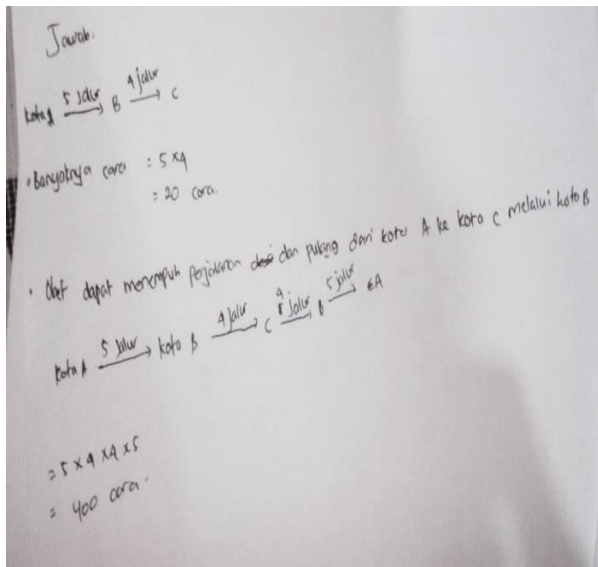 Jawab.
Kota A 5 jalur → B 4 jalur → C
• Banyaknya cara = 5 x 4
= 20 cara.
• Obet dapat menempuh perjalanan dan pulang dari kota A ke kota C melalui kota B
Kota A 5 jalur → kota B 4 jalur → C 4 jalur → B 5 jalur → A
= 5 x 4 x 4 x 5
= 400 cara.